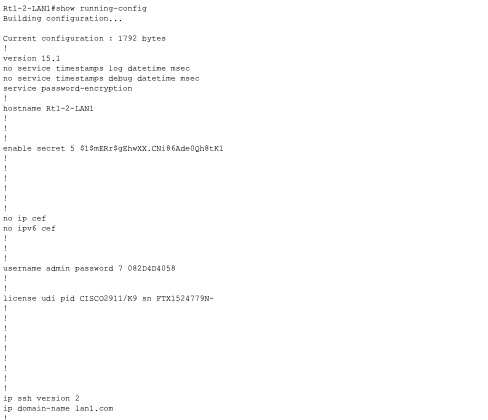 Rt1-2-LAN1#show running-config
Building configuration...

Current configuration : 1792 bytes
!
version 15.1
no service timestamps log datetime msec
no service timestamps debug datetime msec
service password-encryption
!
hostname Rt1-2-LAN1
!
!
!
enable secret 5 $1$mERr$gEhwXX.CNi86Ade0Qh8tK1
!
!
!
!
!
!
no ip cef
no ipv6 cef
!
!
!
username admin password 7 082D4D4058
!
!
license udi pid CISCO2911/K9 sn FTX1524779N-
!
!
!
!
!
!
!
!
!
ip ssh version 2
ip domain-name lan1.com
!